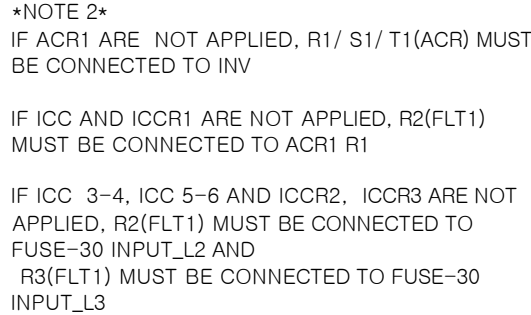 *NOTE 2*
IF ACR1 ARE NOT APPLIED, R1/ S1/ T1(ACR) MUST
BE CONNECTED TO INV
IF ICC AND ICCR1 ARE NOT APPLIED, R2(FLT1)
MUST BE CONNECTED TO ACR1 R1
IF ICC 3-4, ICC 5-6 AND ICCR2, ICCR3 ARE NOT
APPLIED, R2(FLT1) MUST BE CONNECTED TO
FUSE-30 INPUT_L2 AND
R3(FLT1) MUST BE CONNECTED TO FUSE-30
INPUT_L3